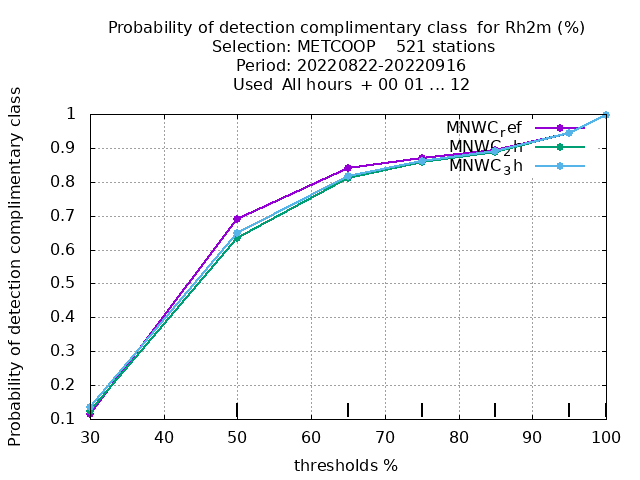 Probability of detection complimentary class for Rh2m (%)
Selection: METCOOP 521 stations
Period: 20220822-20220916
Used All hours + 00 01 ... 12
Probability of detection complimentary class
1
0.9
0.8
0.7
0.6
0.5
0.4
0.3
0.2
0.1
MNWC_ref
MNWC_2h
MNWC_3h
30 40 50 60 70 80 90 100
thresholds %